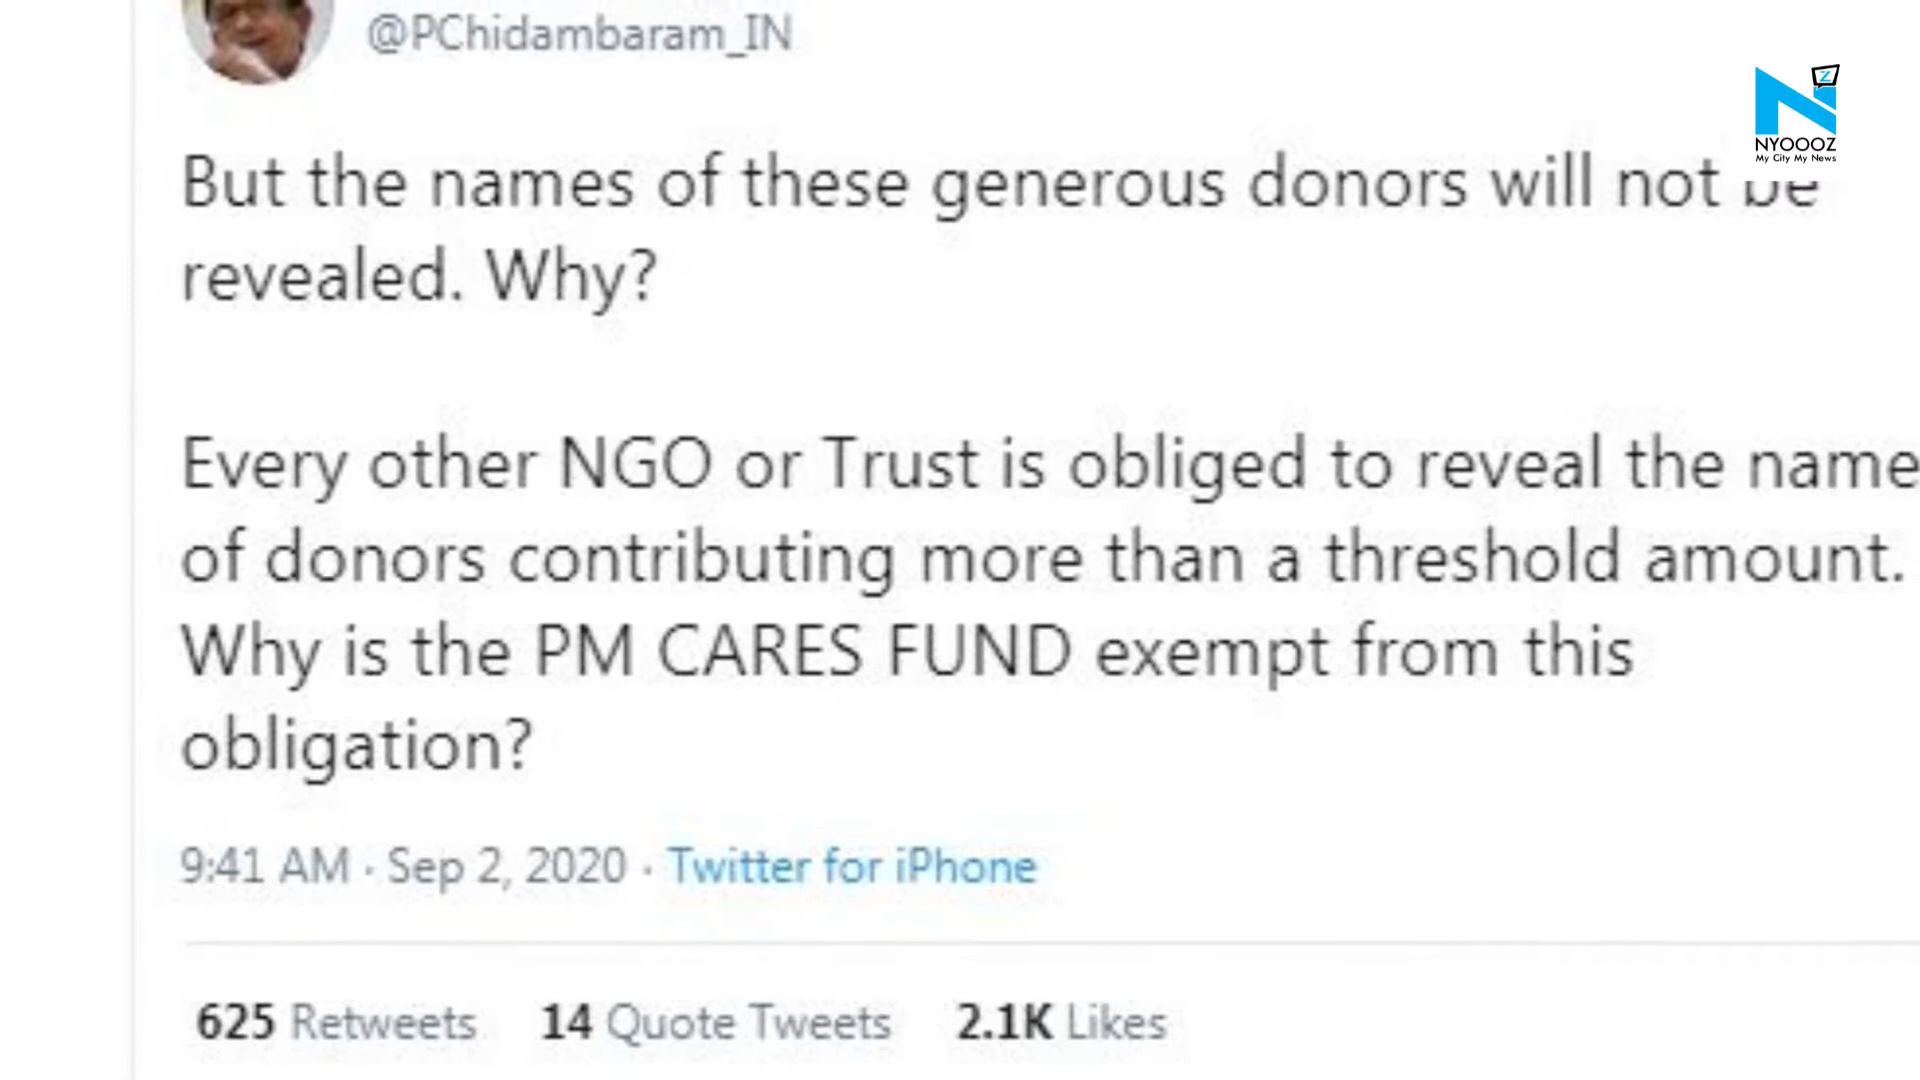 @PChidambaram_IN
Z
NYOOOZ
My City My News
But the names of these generous donors will not be
revealed. Why?
Every other NGO or Trust is obliged to reveal the name
of donors contributing more than a threshold amount.
Why is the PM CARES FUND exempt from this
obligation?
9:41 AM · Sep 2, 2020 · Twitter for iPhone
625 Retweets 14 Quote Tweets 2.1K Likes